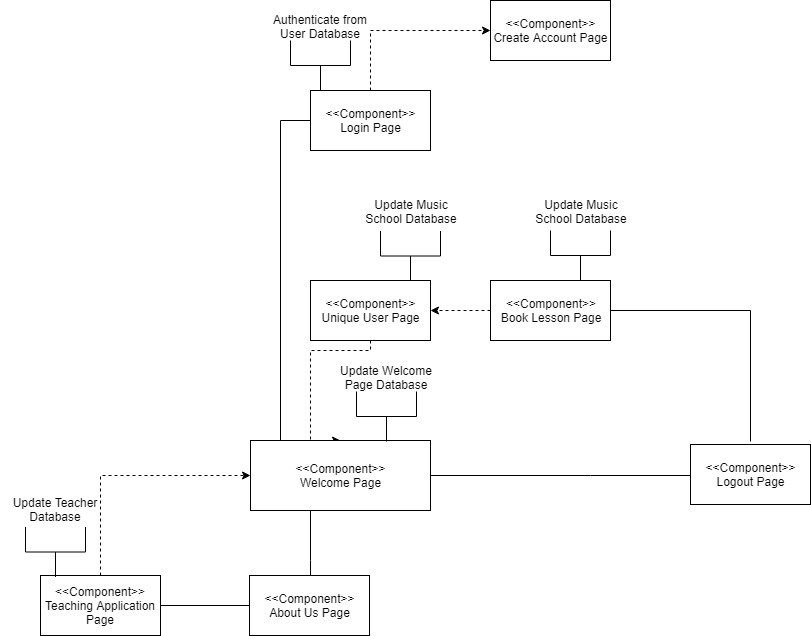 Authenticate from
User Database
<<Component>>
Create Account Page
<<Component>>
Login Page
Update Music
School Database
Update Music
School Database
<<Component>>
Unique User Page
<<Component>>
Book Lesson Page
Update Welcome
Page Database
<<Component>>
Welcome Page
<<Component>>
Logout Page
Update Teacher
Database
<<Component>>
Teaching Application
Page
<<Component>>
About Us Page